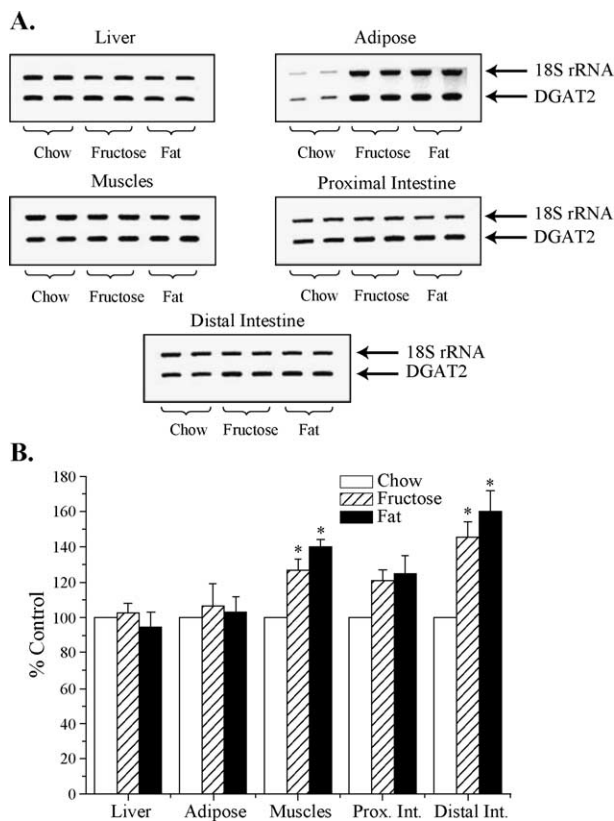 A.
Liver
Adipose
18S rRNA
DGAT2
Chow Fructose Fat
Chow Fructose Fat
Muscles
Proximal Intestine
18S rRNA
DGAT2
Chow Fructose Fat
Chow Fructose Fat
Distal Intestine
18S rRNA
DGAT2
Chow Fructose Fat
B.
180
160
140
120
100
80
60
40
20
0
% Control
Chow
Fructose
Fat
* * * *
Liver Adipose Muscles Prox. Int. Distal Int.